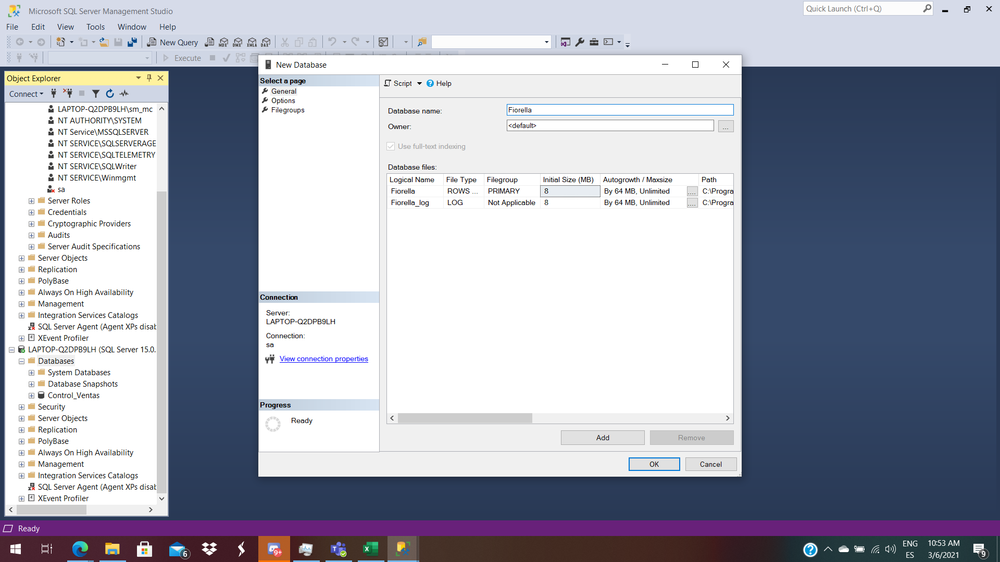 Microsoft SQL Server Management Studio
Quick Launch (Ctrl+Q)
File Edit View Tools Window Help
New Query MDX DMX XMLA DAX
Execute
Object Explorer
Connect
LAPTOP-Q2DPB9LH\sm_mc
NT AUTHORITY\SYSTEM
NT Service\MSSQLSERVER
NT SERVICE\SQLSERVERAGE
NT SERVICE\SQLTELEMETRY
NT SERVICE\SQLWriter
NT SERVICE\Winmgmt
sa
Server Roles
Credentials
Cryptographic Providers
Audits
Server Audit Specifications
Server Objects
Replication
PolyBase
Always On High Availability
Management
Integration Services Catalogs
SQL Server Agent (Agent XPs disab
XEvent Profiler
LAPTOP-Q2DPB9LH (SQL Server 15.0.
Databases
System Databases
Database Snapshots
Control_Ventas
Security
Server Objects
Replication
PolyBase
Always On High Availability
Management
Integration Services Catalogs
SQL Server Agent (Agent XPs disab
XEvent Profiler
New Database
Select a page
General
Options
Filegroups
Connection
Server:
LAPTOP-Q2DPB9LH
Connection:
sa
View connection properties
Progress
Ready
Script Help
Database name: Fiorella
Owner: <default> ...
Use full-text indexing
Database files:
Logical Name File Type Filegroup Initial Size (MB) Autogrowth / Maxsize Path
Fiorella ROWS ... PRIMARY 8 By 64 MB, Unlimited .... C:\Progra
Fiorella_log LOG Not Applicable 8 By 64 MB, Unlimited .... C:\Progra
Add Remove
OK Cancel
Ready
6
9+
ENG
ES
10:53 AM
3/6/2021
9